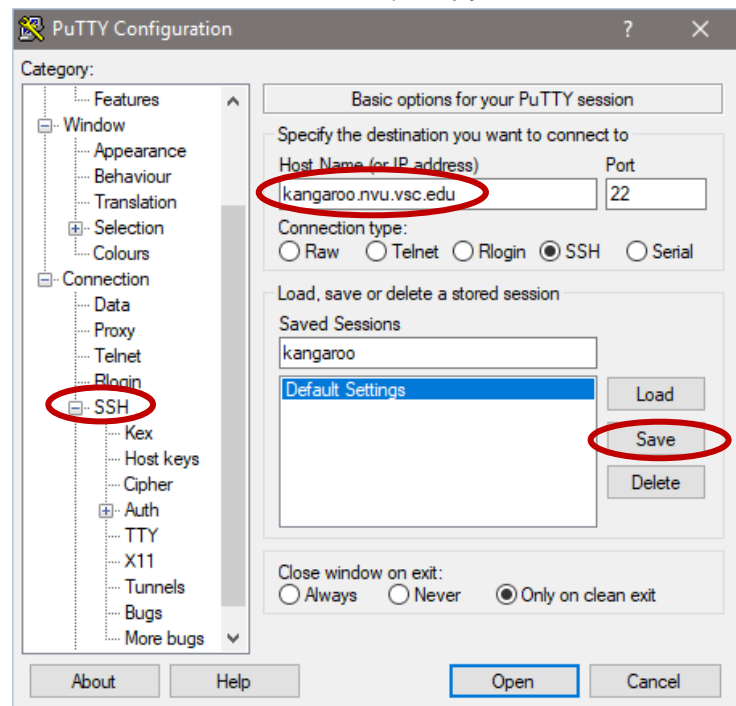 PuTTY Configuration
Category:
Features
Window
Appearance
Behaviour
Translation
Selection
Colours
Connection
Data
Proxy
Telnet
Rlogin
SSH
Kex
Host keys
Cipher
Auth
TTY
X11
Tunnels
Bugs
More bugs
Basic options for your PuTTY session
Specify the destination you want to connect to
Host Name (or IP address) Port
kangaroo.nvu.vsc.edu 22
Connection type:
Raw Telnet Rlogin SSH Serial
Load, save or delete a stored session
Saved Sessions
kangaroo
Default Settings
Load
Save
Delete
Close window on exit:
Always Never Only on clean exit
About Help Open Cancel